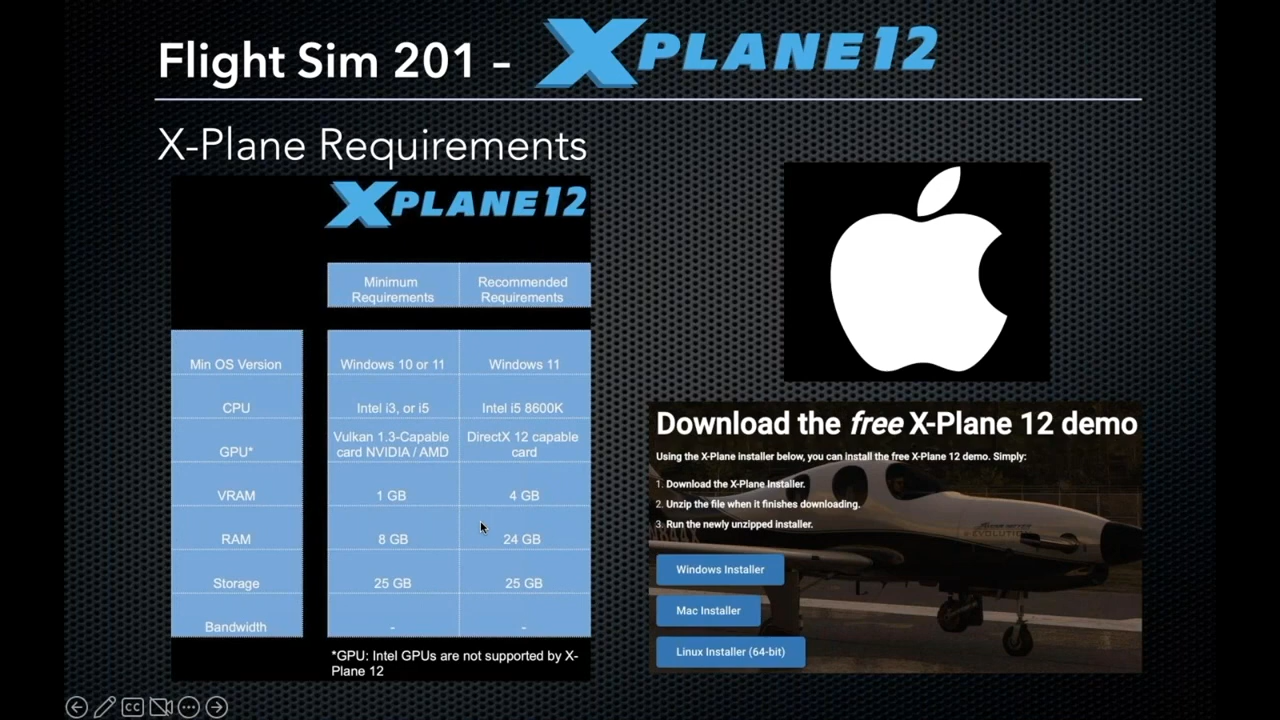 Flight Sim 201 – XPLANE12
X-Plane Requirements
XPLANE12
Minimum Requirements
Recommended Requirements
Min OS Version
Windows 10 or 11
Windows 11
CPU
Intel i3, or i5
Intel i5 8600K
GPU*
Vulkan 1.3-Capable
card NVIDIA / AMD
DirectX 12 capable
card
VRAM
1 GB
4 GB
RAM
8 GB
24 GB
Storage
25 GB
25 GB
Bandwidth
-
-
*GPU: Intel GPUs are not supported by X-
Plane 12
Download the free X-Plane 12 demo
Using the X-Plane installer below, you can install the free X-Plane 12 demo. Simply:
1. Download the X-Plane Installer.
2. Unzip the file when it finishes downloading.
3. Run the newly unzipped installer.
Windows Installer
Mac Installer
Linux Installer (64-bit)
CC